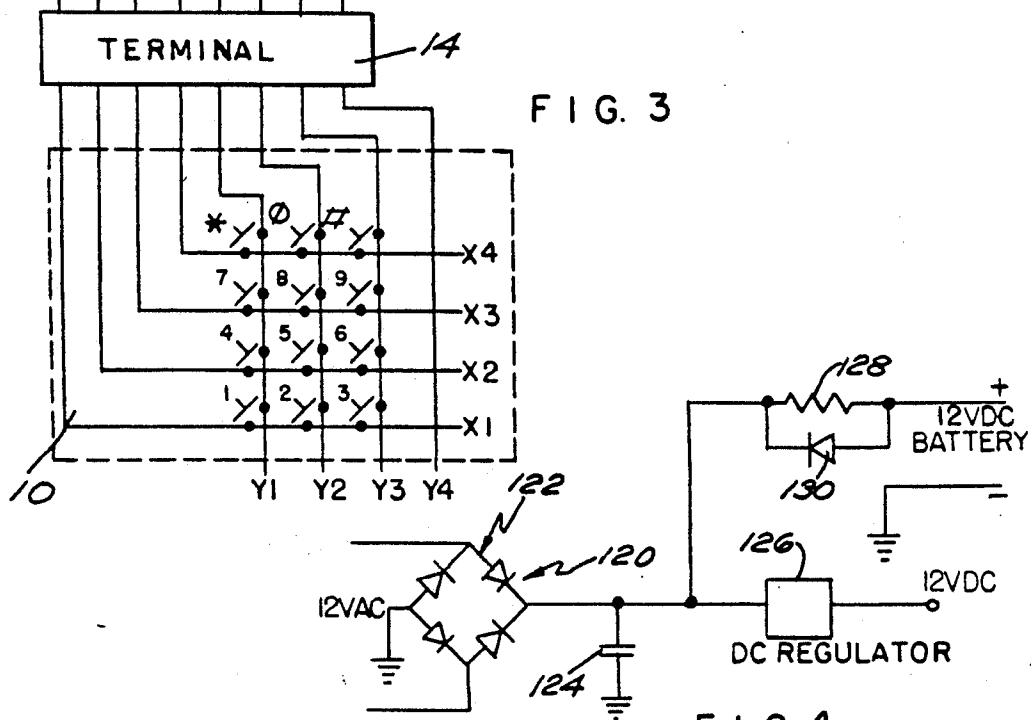 TERMINAL
14
FIG. 3
* Ø ⌗
X4
7 8 9
X3
4 5 6
X2
1 2 3
X1
10
Y1 Y2 Y3 Y4
122
128
+
12VDC
BATTERY
130
−
120
126
12VAC
12VDC
DC REGULATOR
124